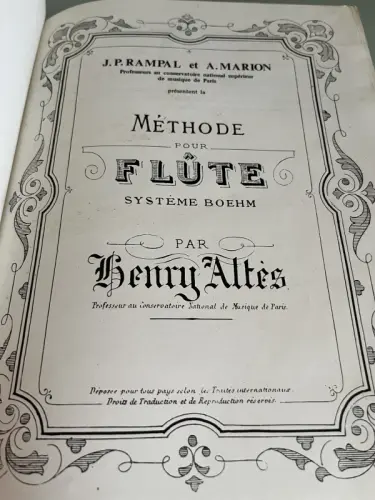 J.P. RAMPAL et A. MARION
Professeurs au conservatoire national supérieur
de musique de Paris
présentent la
MÉTHODE
POUR
FLÛTE
SYSTÈME BOEHM
PAR
Henry Altès
Professeur au Conservatoire National de Musique de Paris.
Déposé pour tous pays selon les Traités internationaux.
Droits de Traduction et de Reproduction réservés.